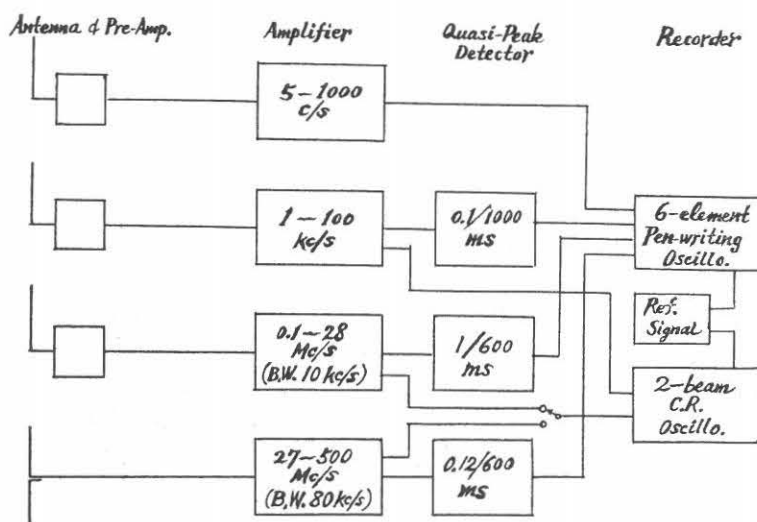 Antenna & Pre-Amp.
Amplifier
Quasi-Peak
Detector
Recorder
5-1000
c/s
1-100
kc/s
0.1/1000
ms
6-element
Pen-writing
Oscillo.
Ref.
Signal
0.1~28
Mc/s
(B.W. 10 kc/s)
1/600
ms
2-beam
C.R.
Oscillo.
27-500
Mc/s
(B.W. 80 kc/s)
0.12/600
ms